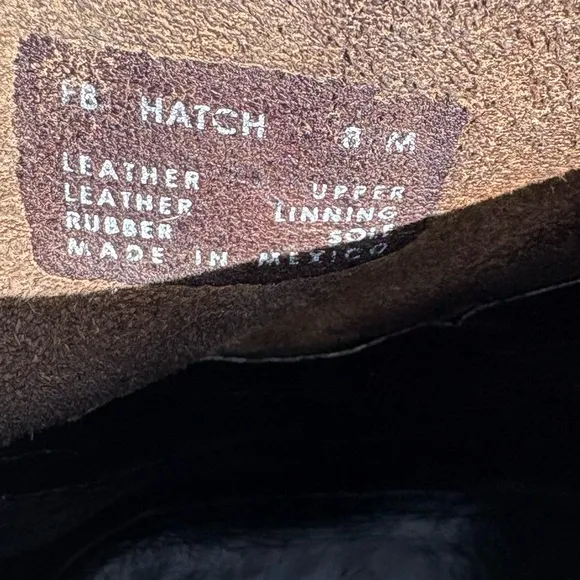 FB HATCH 8 M
LEATHER UPPER
LEATHER LINNING
RUBBER SOLE
MADE IN MEXICO